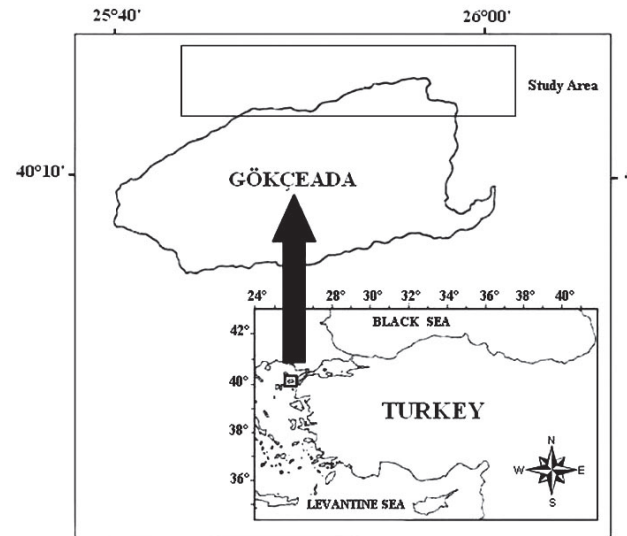 25°40' 26°00'
Study Area
40°10'
GÖKÇEADA
24° 26° 28° 30° 32° 34° 36° 38° 40°
42°
BLACK SEA
40°
TURKEY
38°
N
W E
36°
S
LEVANTINE SEA